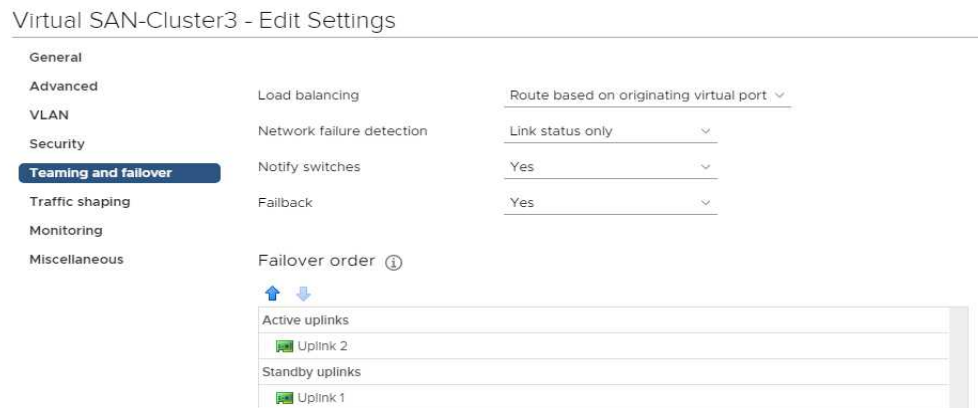 Virtual SAN-Cluster3 - Edit Settings
General
Advanced
VLAN
Security
Teaming and failover
Traffic shaping
Monitoring
Miscellaneous
Load balancing Route based on originating virtual port
Network failure detection Link status only
Notify switches Yes
Failback Yes
Failover order
Active uplinks
Uplink 2
Standby uplinks
Uplink 1